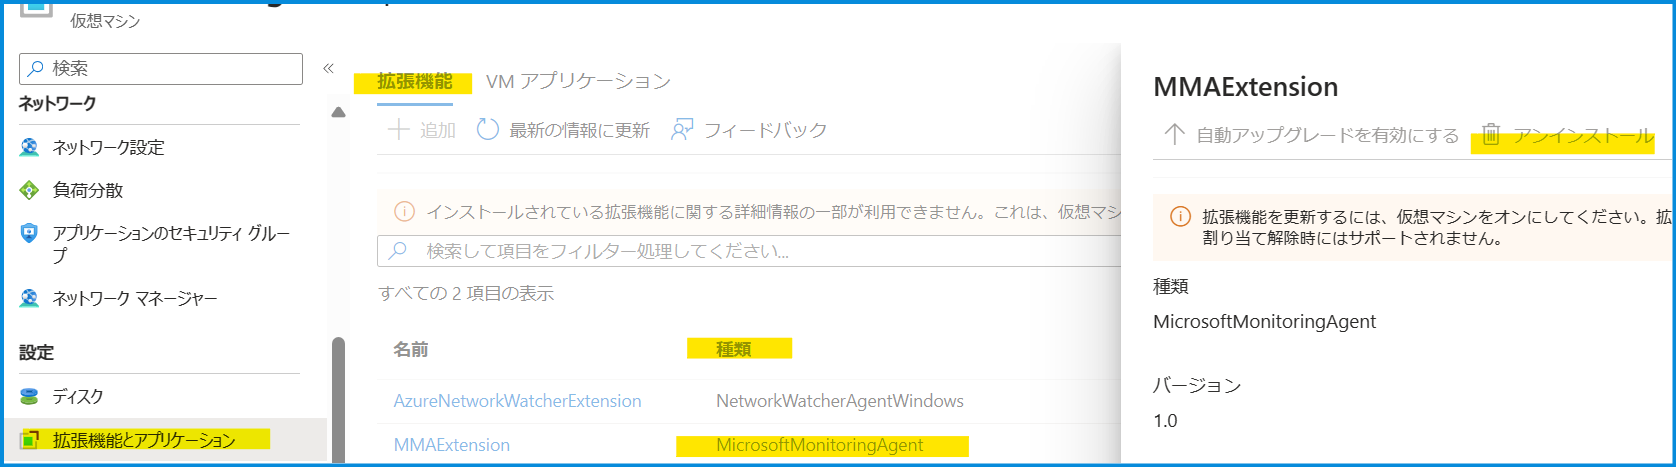 仮想マシン
検索
ネットワーク
ネットワーク設定
負荷分散
アプリケーションのセキュリティ グルー
プ
ネットワーク マネージャー
設定
ディスク
拡張機能とアプリケーション
拡張機能 VM アプリケーション
追加 最新の情報に更新 フィードバック
インストールされている拡張機能に関する詳細情報の一部が利用できません。これは、仮想マシ
検索して項目をフィルター処理してください...
すべての 2 項目の表示
名前 種類
AzureNetworkWatcherExtension NetworkWatcherAgentWindows
MMAExtension MicrosoftMonitoringAgent
MMAExtension
自動アップグレードを有効にする アンインストール
拡張機能を更新するには、仮想マシンをオンにしてください。拡
割り当て解除時にはサポートされません。
種類
MicrosoftMonitoringAgent
バージョン
1.0